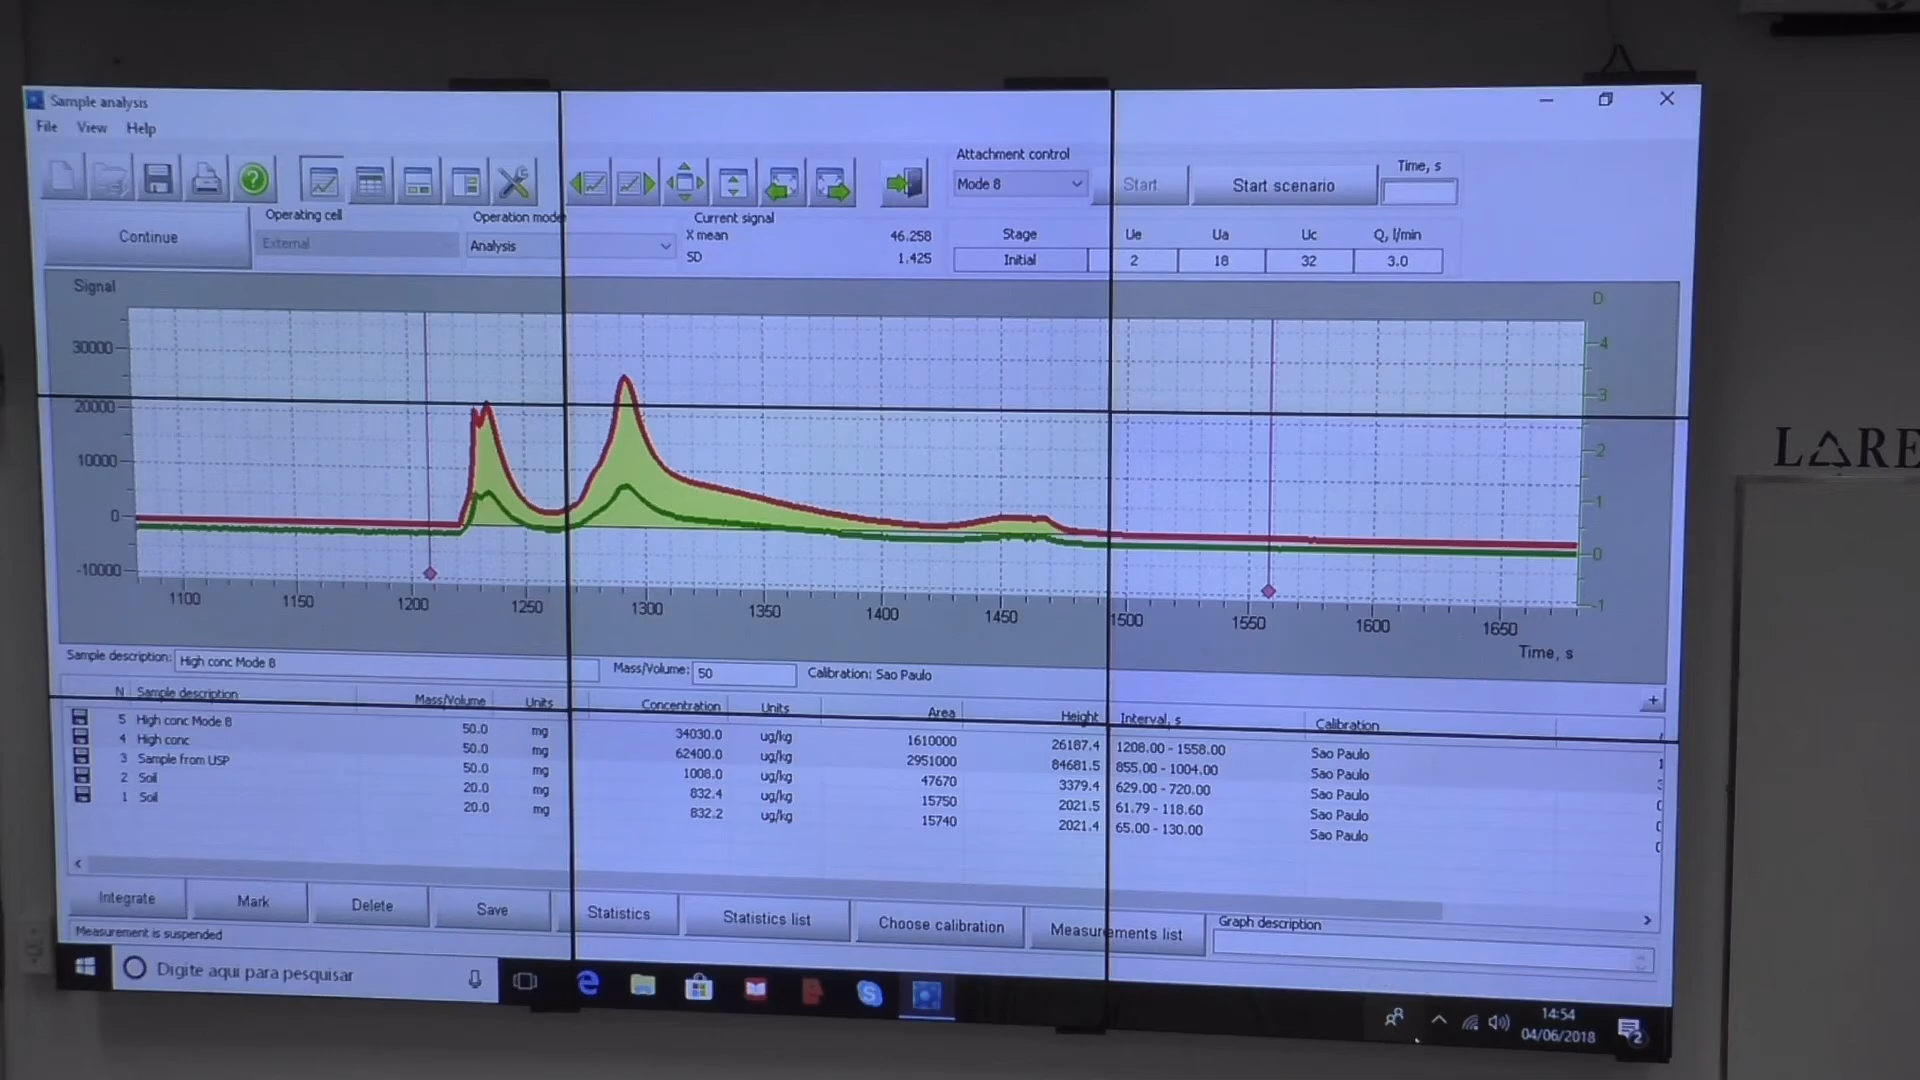 Sample analysis
File View Help
Attachment control
Time, s
Mode 8 Start Start scenario
Continue
Operating cell
External
Operation mode
Analysis
Current signal
X mean 46.258
SD 1.425
Stage Ue Ua Uc Q, l/min
Initial 2 18 32 3.0
Signal
D
30000
20000
10000
0
-10000
4
3
2
1
0
-1
1100 1150 1200 1250 1300 1350 1400 1450 1500 1550 1600 1650
Time, s
Sample description: High conc Mode 8 Mass/Volume: 50 Calibration: Sao Paulo
N Sample description Mass/Volume Units Concentration Units Area Height Interval, s Calibration
5 High conc Mode 8 50.0 mg 34030.0 ug/kg 1610000 26187.4 1208.00 - 1558.00 Sao Paulo
4 High conc 50.0 mg 62400.0 ug/kg 2951000 84681.5 855.00 - 1004.00 Sao Paulo
3 Sample from USP 50.0 mg 1008.0 ug/kg 47670 3379.4 629.00 - 720.00 Sao Paulo
2 Soil 20.0 mg 832.4 ug/kg 15750 2021.5 61.79 - 118.60 Sao Paulo
1 Soil 20.0 mg 832.2 ug/kg 15740 2021.4 65.00 - 130.00 Sao Paulo
Integrate Mark Delete Save Statistics Statistics list Choose calibration Measurements list Graph description
Measurement is suspended
Digite aqui para pesquisar
14:54
04/06/2018
2
LARE